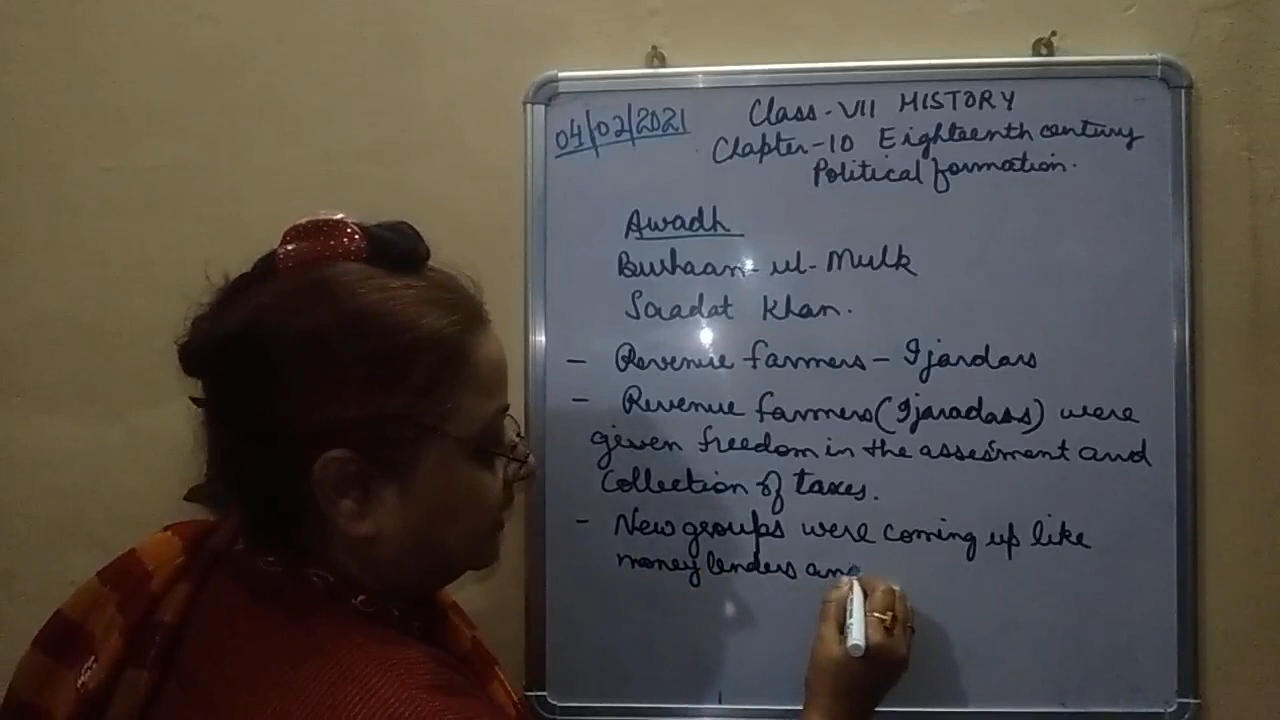 04/02/2021
Class-VII HISTORY
Chapter-10 Eighteenth century
Political formation.
Awadh
Burhaan-ul-Mulk
Saadat Khan.
- Revenue farmers - Ijardars
- Revenue farmers (Ijaradars) were
given freedom in the assesment and
collection of taxes.
- New groups were coming up like
money lenders an